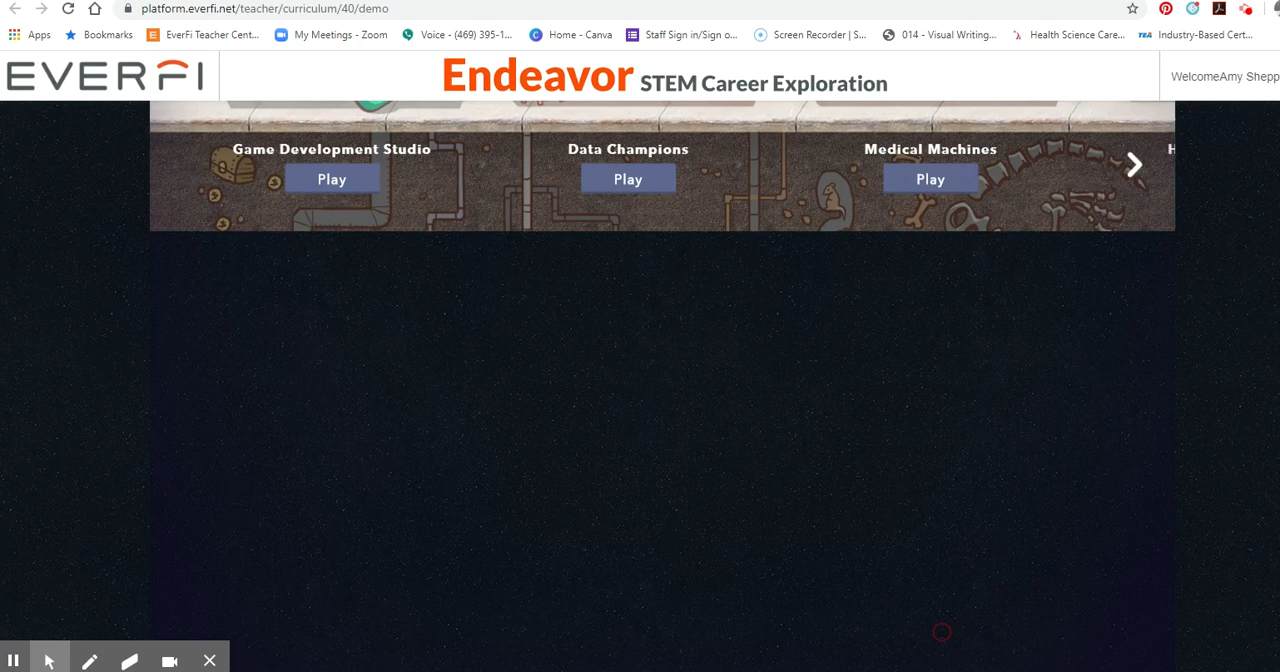 platform.everfi.net/teacher/curriculum/40/demo
Apps Bookmarks EverFi Teacher Cent... My Meetings - Zoom Voice - (469) 395-1... Home - Canva Staff Sign in/Sign o... Screen Recorder | S... 014 - Visual Writing... Health Science Care... Industry-Based Cert...
EVERFI Endeavor STEM Career Exploration WelcomeAmy Shepp
Game Development Studio Data Champions Medical Machines H
Play Play Play